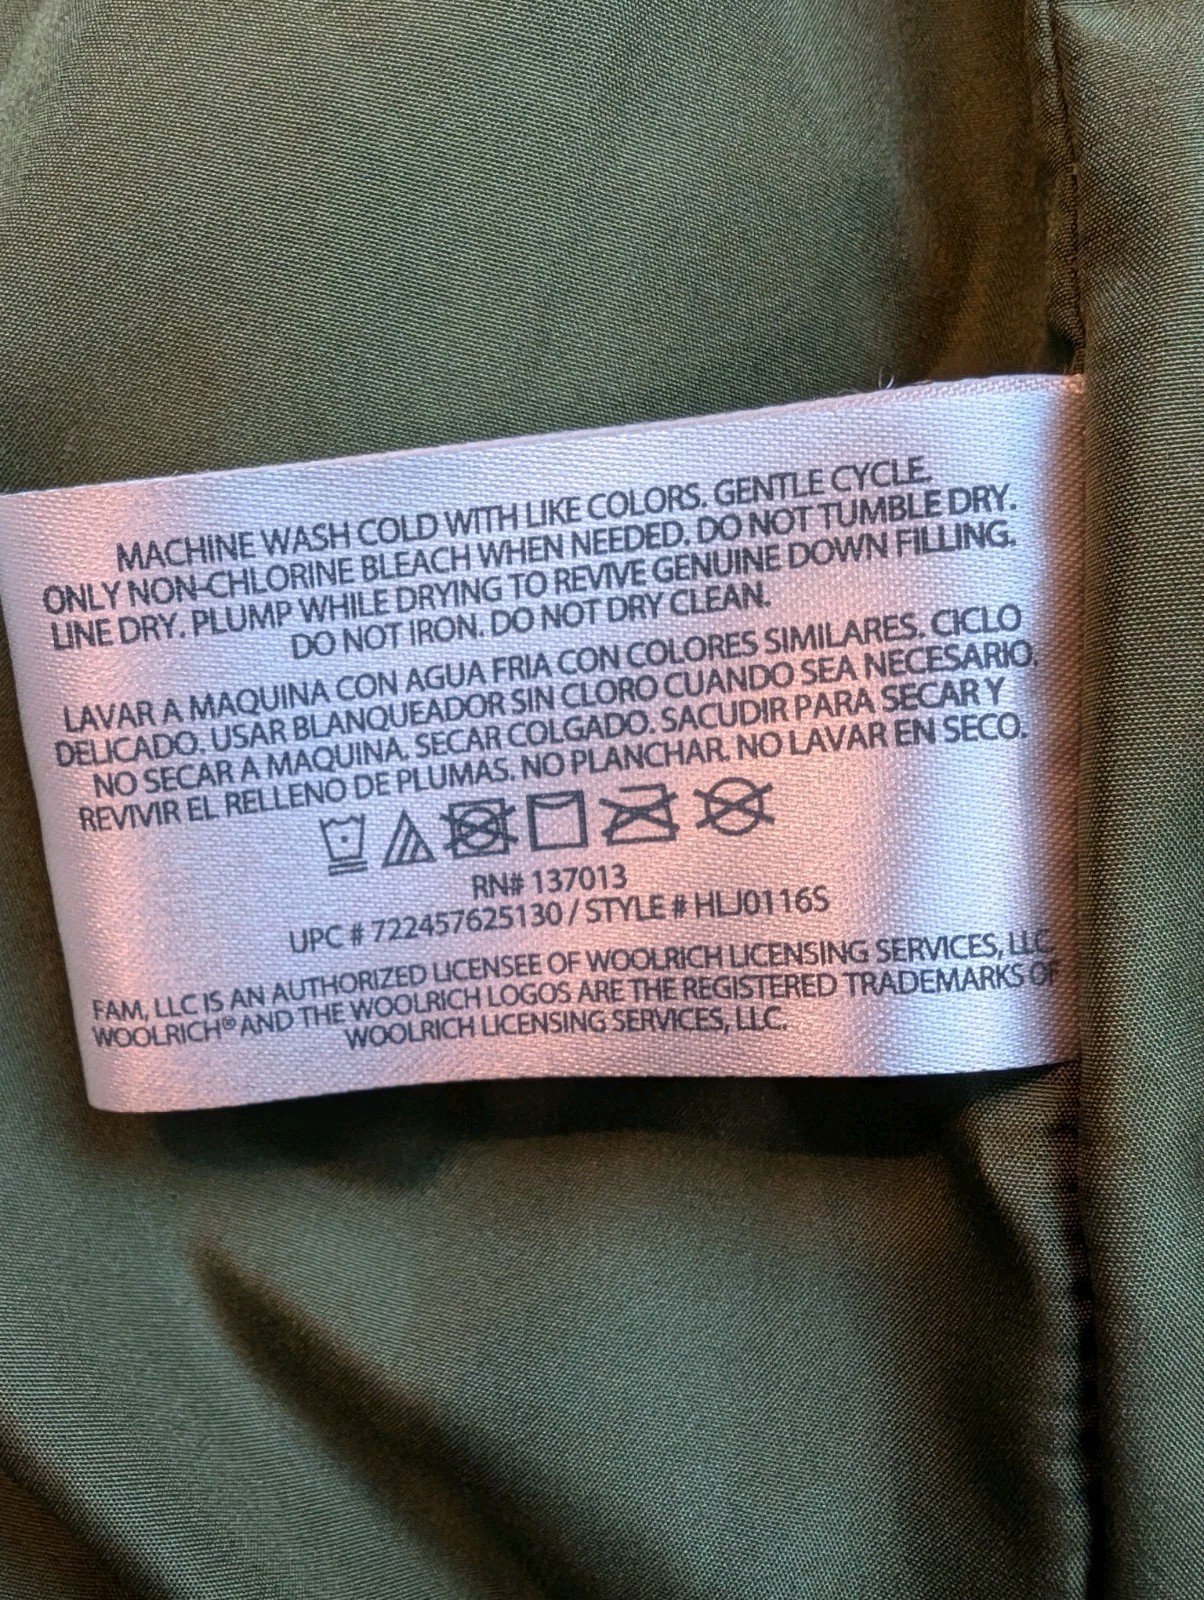 MACHINE WASH COLD WITH LIKE COLORS. GENTLE CYCLE.
ONLY NON-CHLORINE BLEACH WHEN NEEDED. DO NOT TUMBLE DRY.
LINE DRY. PLUMP WHILE DRYING TO REVIVE GENUINE DOWN FILLING.
DO NOT IRON. DO NOT DRY CLEAN.
LAVAR A MAQUINA CON AGUA FRIA CON COLORES SIMILARES. CICLO
DELICADO. USAR BLANQUEADOR SIN CLORO CUANDO SEA NECESARIO.
NO SECAR A MAQUINA. SECAR COLGADO. SACUDIR PARA SECAR Y
REVIVIR EL RELLENO DE PLUMAS. NO PLANCHAR. NO LAVAR EN SECO.
RN# 137013
UPC # 722457625130 / STYLE # HLJ0116S
FAM, LLC IS AN AUTHORIZED LICENSEE OF WOOLRICH LICENSING SERVICES, LLC.
WOOLRICH® AND THE WOOLRICH LOGOS ARE THE REGISTERED TRADEMARKS OF
WOOLRICH LICENSING SERVICES, LLC.